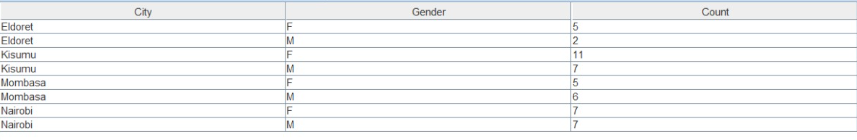 City Gender Count
Eldoret F 5
Eldoret M 2
Kisumu F 11
Kisumu M 7
Mombasa F 5
Mombasa M 6
Nairobi F 7
Nairobi M 7